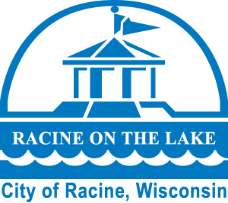 RACINE ON THE LAKE
City of Racine, Wisconsin